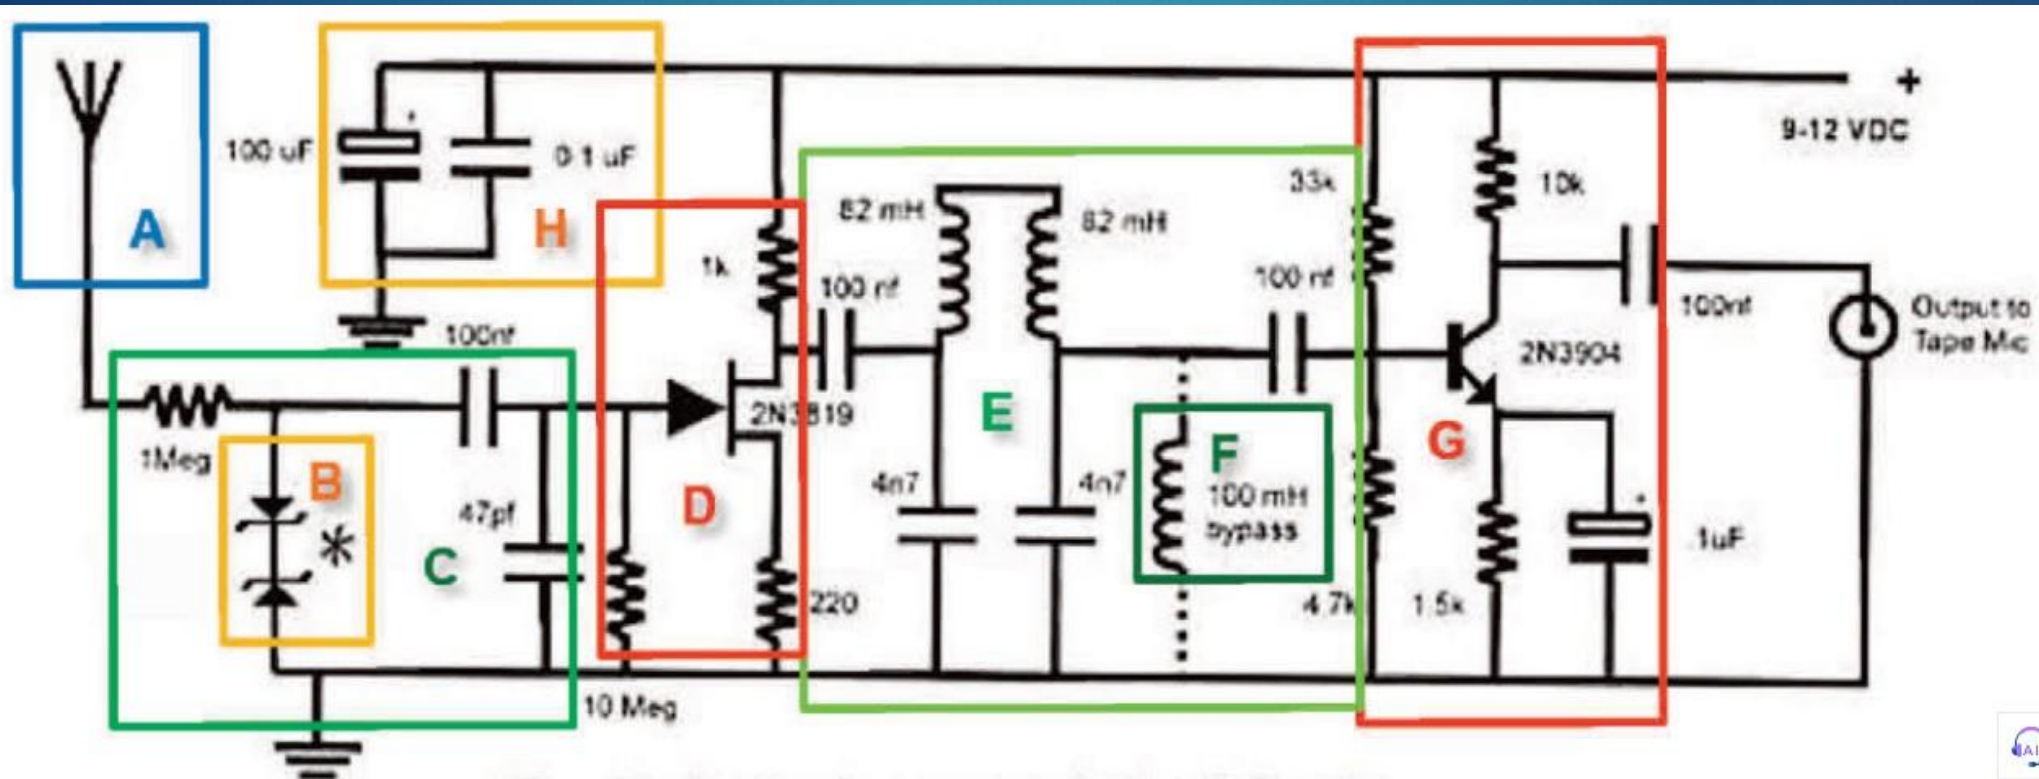 A
100 uF
0 1 uF
H
+
9-12 VDC
1k
82 mH
82 mH
33k
10k
100 nf
100 nf
100nf
100nf
Output to
Tape Mic
2N3904
2N3819
1Meg
B
*
C
47pf
D
E
F
100 mH
bypass
G
4n7
4n7
220
4.7k
1.5k
.1uF
10 Meg